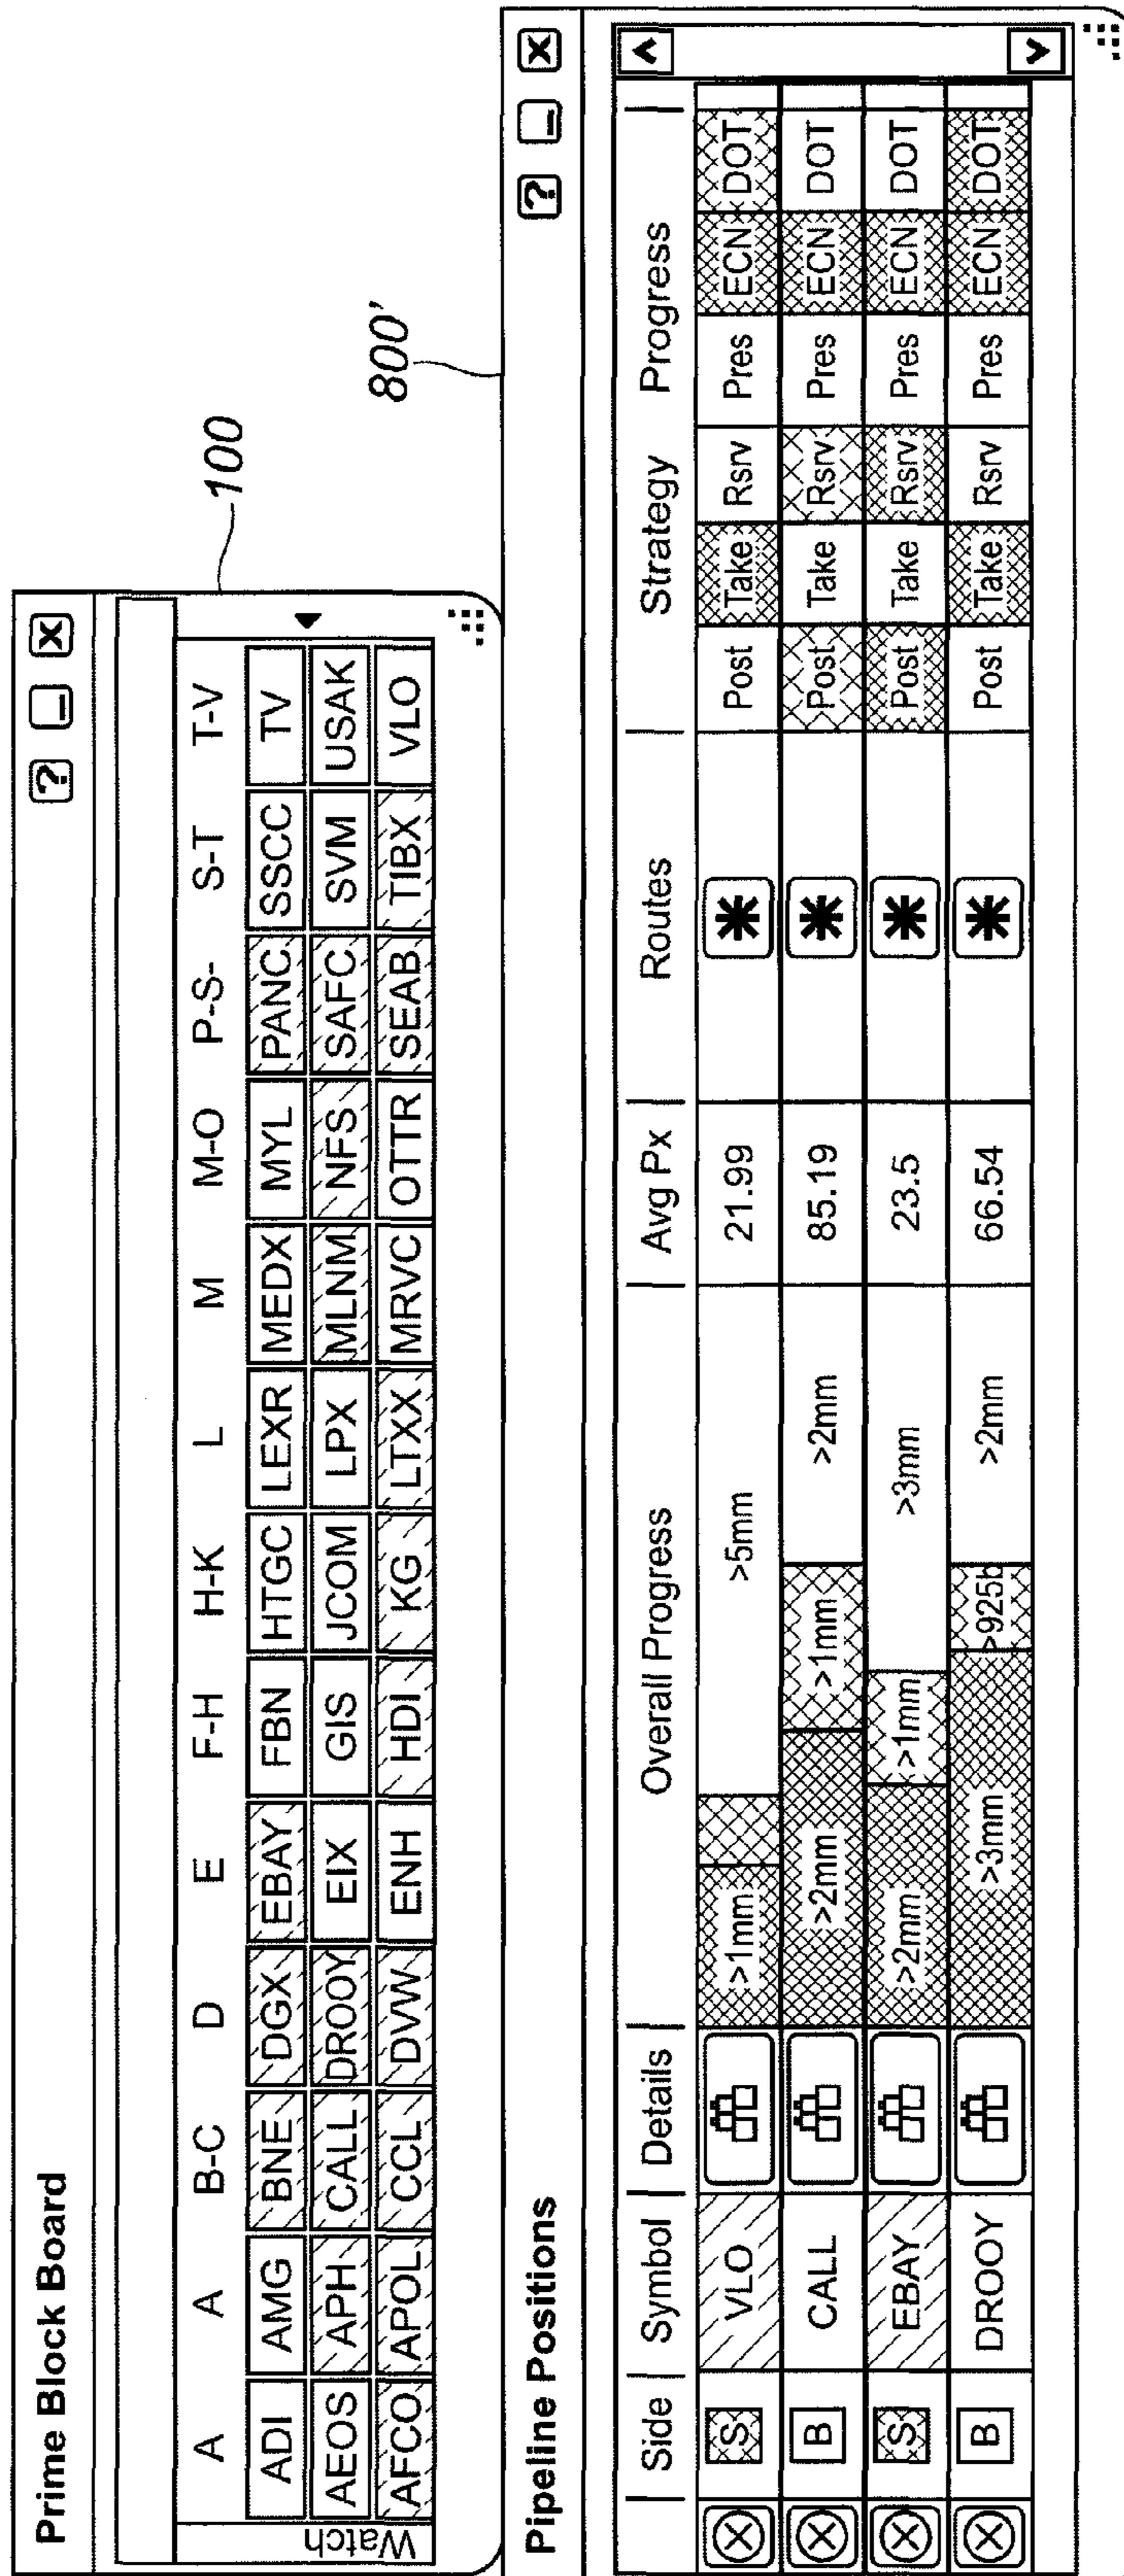 Prime Block Board
? _ X
A A B-C D E F-H H-K L M M-O P-S- S-T T-V
Watch
ADI AMG BNE DGX EBAY FBN HTGC LEXR MEDX MYL PANC SSCC TV
AEOS APH CALL DROOY EIX GIS JCOM LPX MLNM NFS SAFC SVM USAK
AFCO APOL CCL DVW ENH HDI KG LTXX MRVC OTTR SEAB TIBX VLO
100
800'
Pipeline Positions
? _ X
Side Symbol Details Overall Progress Avg Px Routes Strategy Progress
S VLO >1mm >5mm 21.99 Post Take Rsrv Pres ECN DOT
B CALL >2mm >1mm >2mm 85.19 Post Take Rsrv Pres ECN DOT
S EBAY >2mm >1mm >3mm 23.5 Post Take Rsrv Pres ECN DOT
B DROOY >3mm >925b >2mm 66.54 Post Take Rsrv Pres ECN DOT